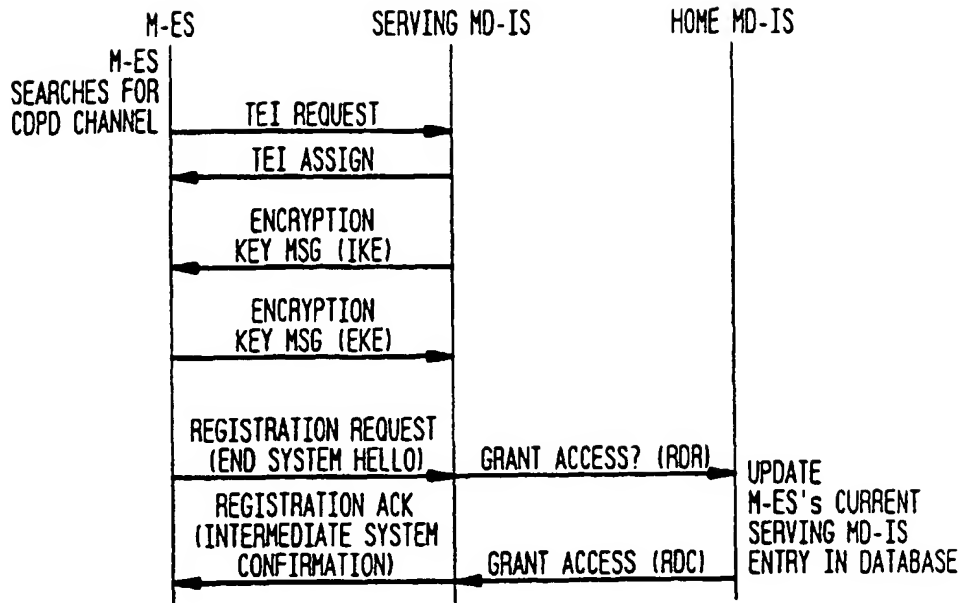 M-ES
SERVING MD-IS
HOME MD-IS
M-ES
SEARCHES FOR
CDPD CHANNEL
TEI REQUEST
TEI ASSIGN
ENCRYPTION
KEY MSG (IKE)
ENCRYPTION
KEY MSG (EKE)
REGISTRATION REQUEST
(END SYSTEM HELLO)
GRANT ACCESS? (RDR)
UPDATE
M-ES's CURRENT
SERVING MD-IS
ENTRY IN DATABASE
REGISTRATION ACK
(INTERMEDIATE SYSTEM
CONFIRMATION)
GRANT ACCESS (RDC)